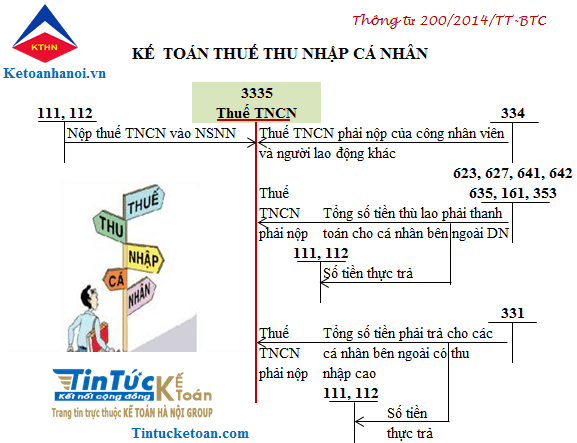 Thông tư 200/2014/TT-BTC
KTHN
Ketoanhanoi.vn
KẾ TOÁN THUẾ THU NHẬP CÁ NHÂN
3335
Thuế TNCN
111, 112
334
Nộp thuế TNCN vào NSNN
Thuế TNCN phải nộp của công nhân viên
và người lao động khác
623, 627, 641, 642
635, 161, 353
Thuế
TNCN
phải nộp
Tổng số tiền thù lao phải thanh
toán cho cá nhân bên ngoài DN
111, 112
Số tiền thực trả
THUẾ
THU
NHẬP
CÁ
NHÂN
331
Thuế
TNCN
phải nộp
Tổng số tiền phải trả cho các
cá nhân bên ngoài có thu
nhập cao
111, 112
Số tiền
thực trả
TinTức Kế Toán
Kết nối cộng đồng
Trang tin trực thuộc KẾ TOÁN HÀ NỘI GROUP
Tintucketoan.com